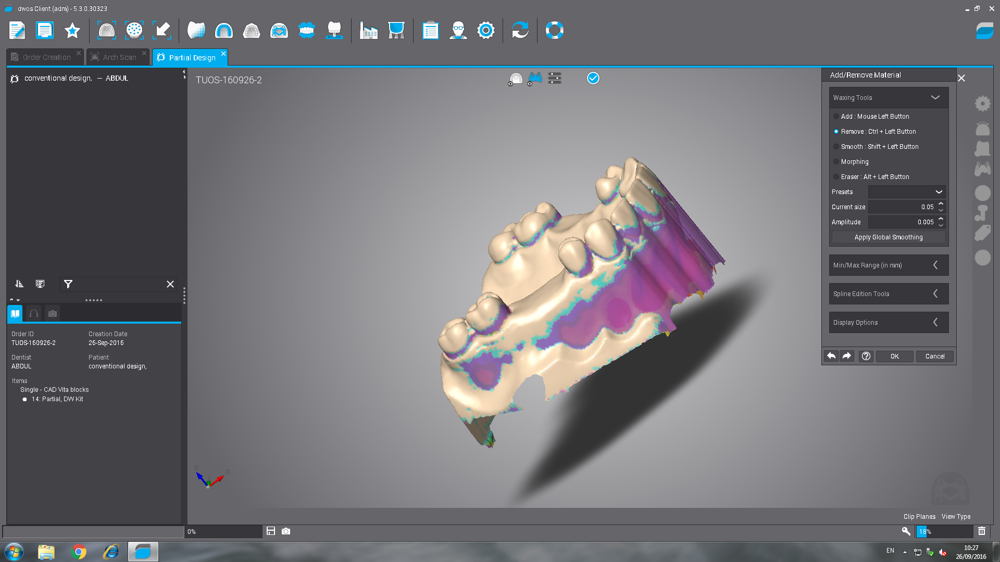 dwos Client (adm) - 5.3.0.30323
Order Creation
Arch Scan
Partial Design
conventional design, — ABDUL
TUOS-160926-2
Add/Remove Material
Waxing Tools
Add : Mouse Left Button
Remove : Ctrl + Left Button
Smooth : Shift + Left Button
Morphing
Eraser : Alt + Left Button
Presets
Current size 0.05
Amplitude 0.005
Apply Global Smoothing
Min/Max Range (in mm)
Spline Edition Tools
Display Options
OK
Cancel
Order ID
Creation Date
TUOS-160926-2
26-Sep-2016
Dentist
Patient
ABDUL
conventional design,
Items
Single - CAD Vita blocks
14: Partial, DW Kit
O
D
Clip Planes
View Type
0%
18%
EN
10:27
26/09/2016